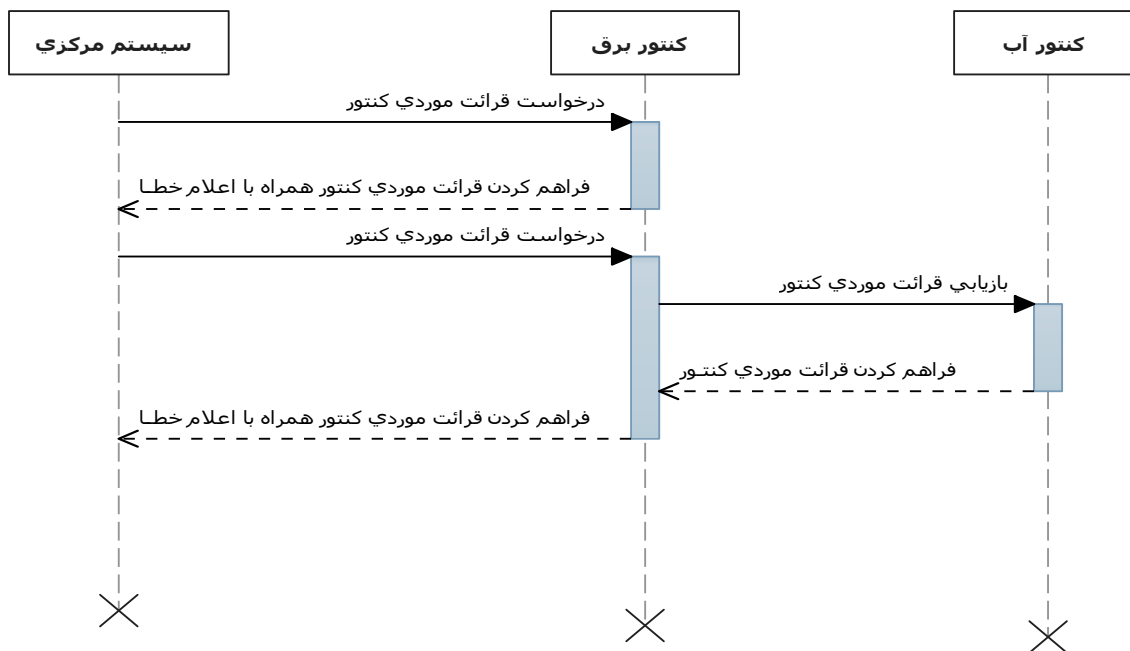 سيستم مرکزي
کنتور برق
کنتور آب
درخواست قرائت موردي کنتور
فراهم کردن قرائت موردي کنتور همراه با اعلام خطا
درخواست قرائت موردي کنتور
بازيابي قرائت موردي کنتور
فراهم کردن قرائت موردي کنتور
فراهم کردن قرائت موردي کنتور همراه با اعلام خطا